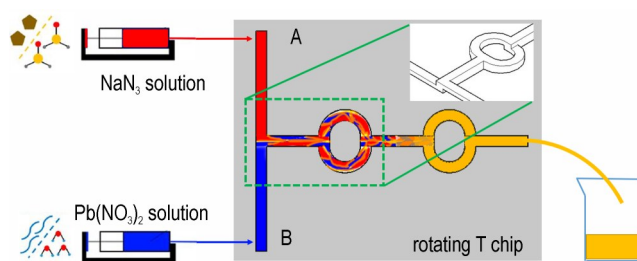 A
NaN₃ solution
Pb(NO₃)₂ solution
B
rotating T chip